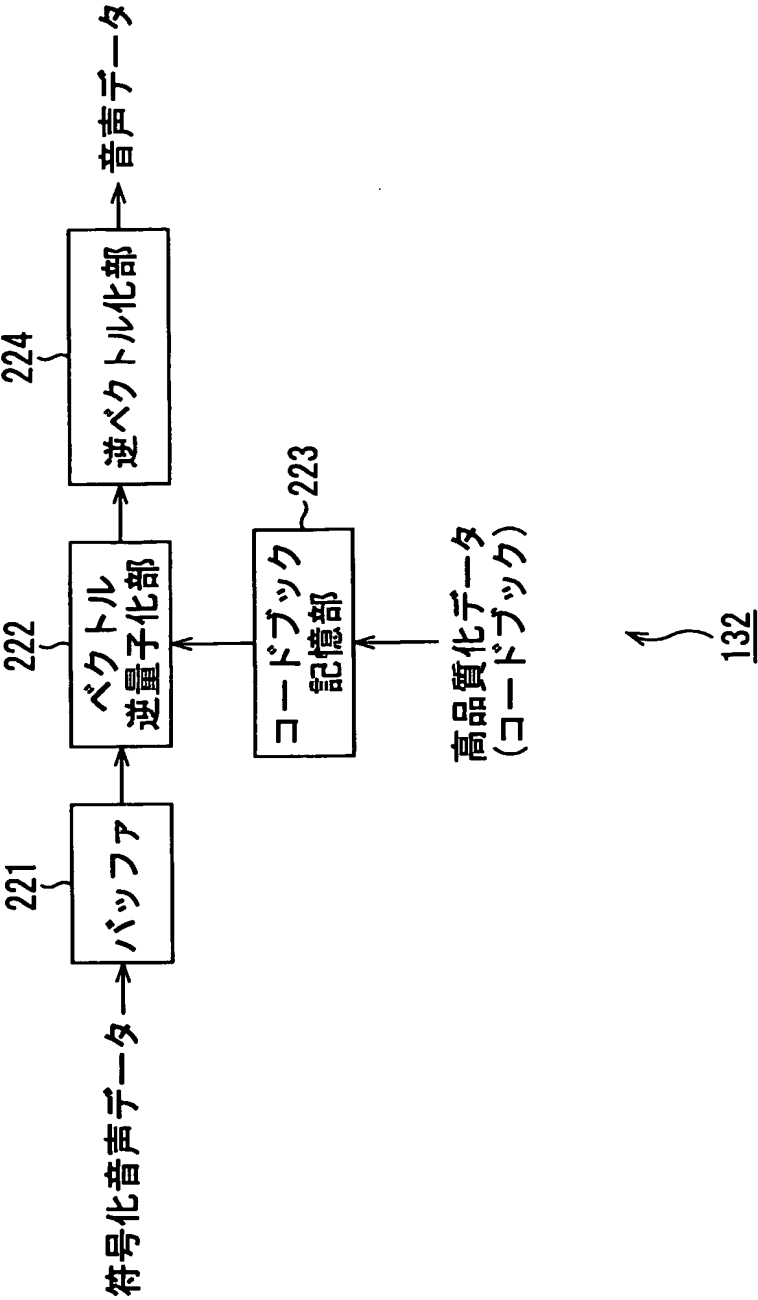 221
222
224
符号化音声データ
バッファ
ベクトル
逆量子化部
逆ベクトル化部
音声データ
コードブック
記憶部
223
高品質化データ
(コードブック)
132